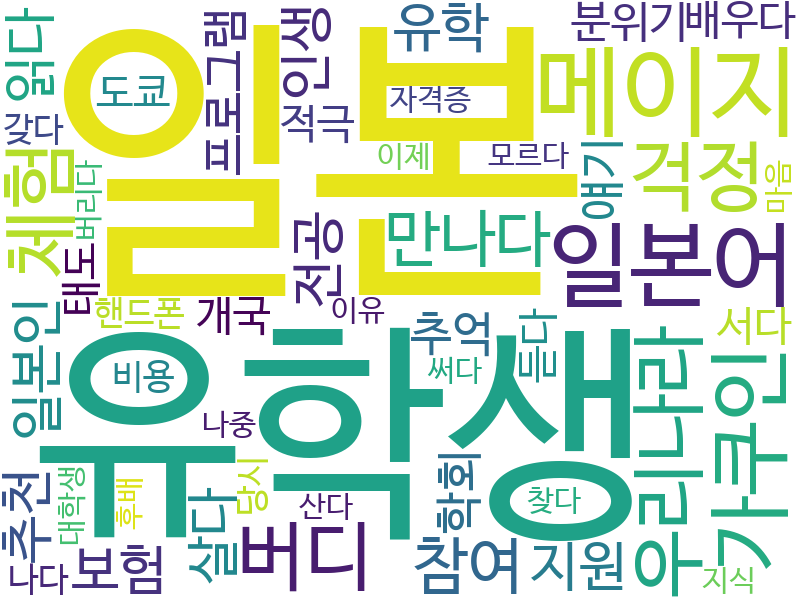 읽다
일본
도쿄
프로그램
인생
유학
분위기
배우다
메이지
갖다
적극
자격증
체험
버리다
이제
모르다
얘기
걱정
마음
태도
전공
만나다
일본어
핸드폰
개국
이유
일본인
추억
듣다
우리나라
서다
유학생
비용
써다
가쿠인
나중
추천
대학생
후배
살다
당시
버디
산다
학회
찾다
나다
보험
참여
지원
지식